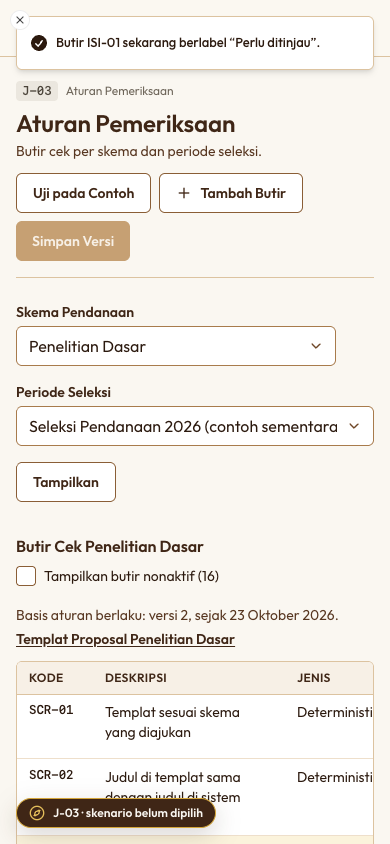 Butir ISI-01 sekarang berlabel “Perlu ditinjau”.
J-03 Aturan Pemeriksaan
Aturan Pemeriksaan
Butir cek per skema dan periode seleksi.
Uji pada Contoh
Tambah Butir
Simpan Versi
Skema Pendanaan
Penelitian Dasar
Periode Seleksi
Seleksi Pendanaan 2026 (contoh sementara
Tampilkan
Butir Cek Penelitian Dasar
Tampilkan butir nonaktif (16)
Basis aturan berlaku: versi 2, sejak 23 Oktober 2026.
Templat Proposal Penelitian Dasar
KODE DESKRIPSI JENIS
SCR-01 Templat sesuai skema Deterministi
yang diajukan
SCR-02 Judul di templat sama Deterministi
dengan judul di sistem
J-03 · skenario belum dipilih